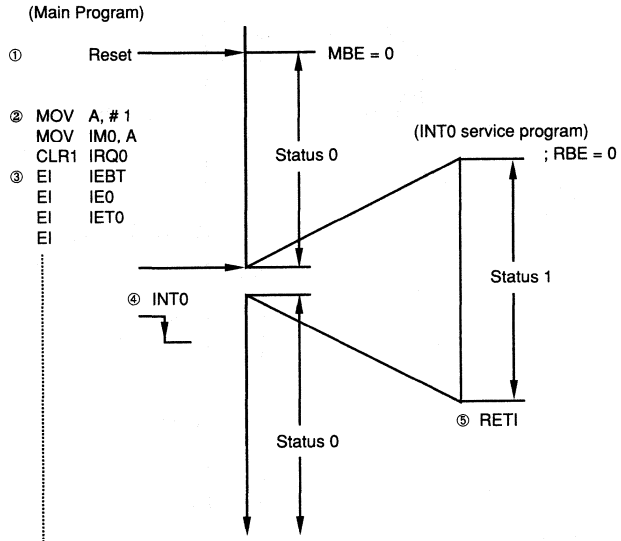 (Main Program)
① Reset MBE = 0
② MOV A, # 1
MOV IM0, A
(INT0 service program)
CLR1 IRQ0 Status 0 ; RBE = 0
③ EI IEBT
EI IE0
EI IET0
EI
Status 1
④ INT0
⑤ RETI
Status 0